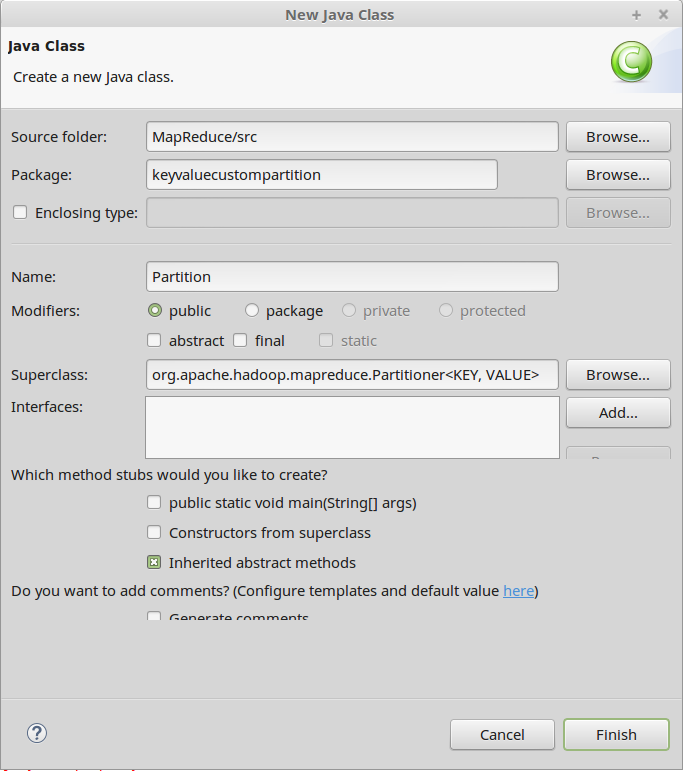 New Java Class
Java Class
Create a new Java class.
Source folder: MapReduce/src Browse...
Package: keyvaluecustompartition Browse...
Enclosing type: Browse...
Name: Partition
Modifiers: public package private protected
abstract final static
Superclass: org.apache.hadoop.mapreduce.Partitioner<KEY, VALUE> Browse...
Interfaces: Add...
Which method stubs would you like to create?
public static void main(String[] args)
Constructors from superclass
Inherited abstract methods
Do you want to add comments? (Configure templates and default value here)
Generate comments
Cancel Finish